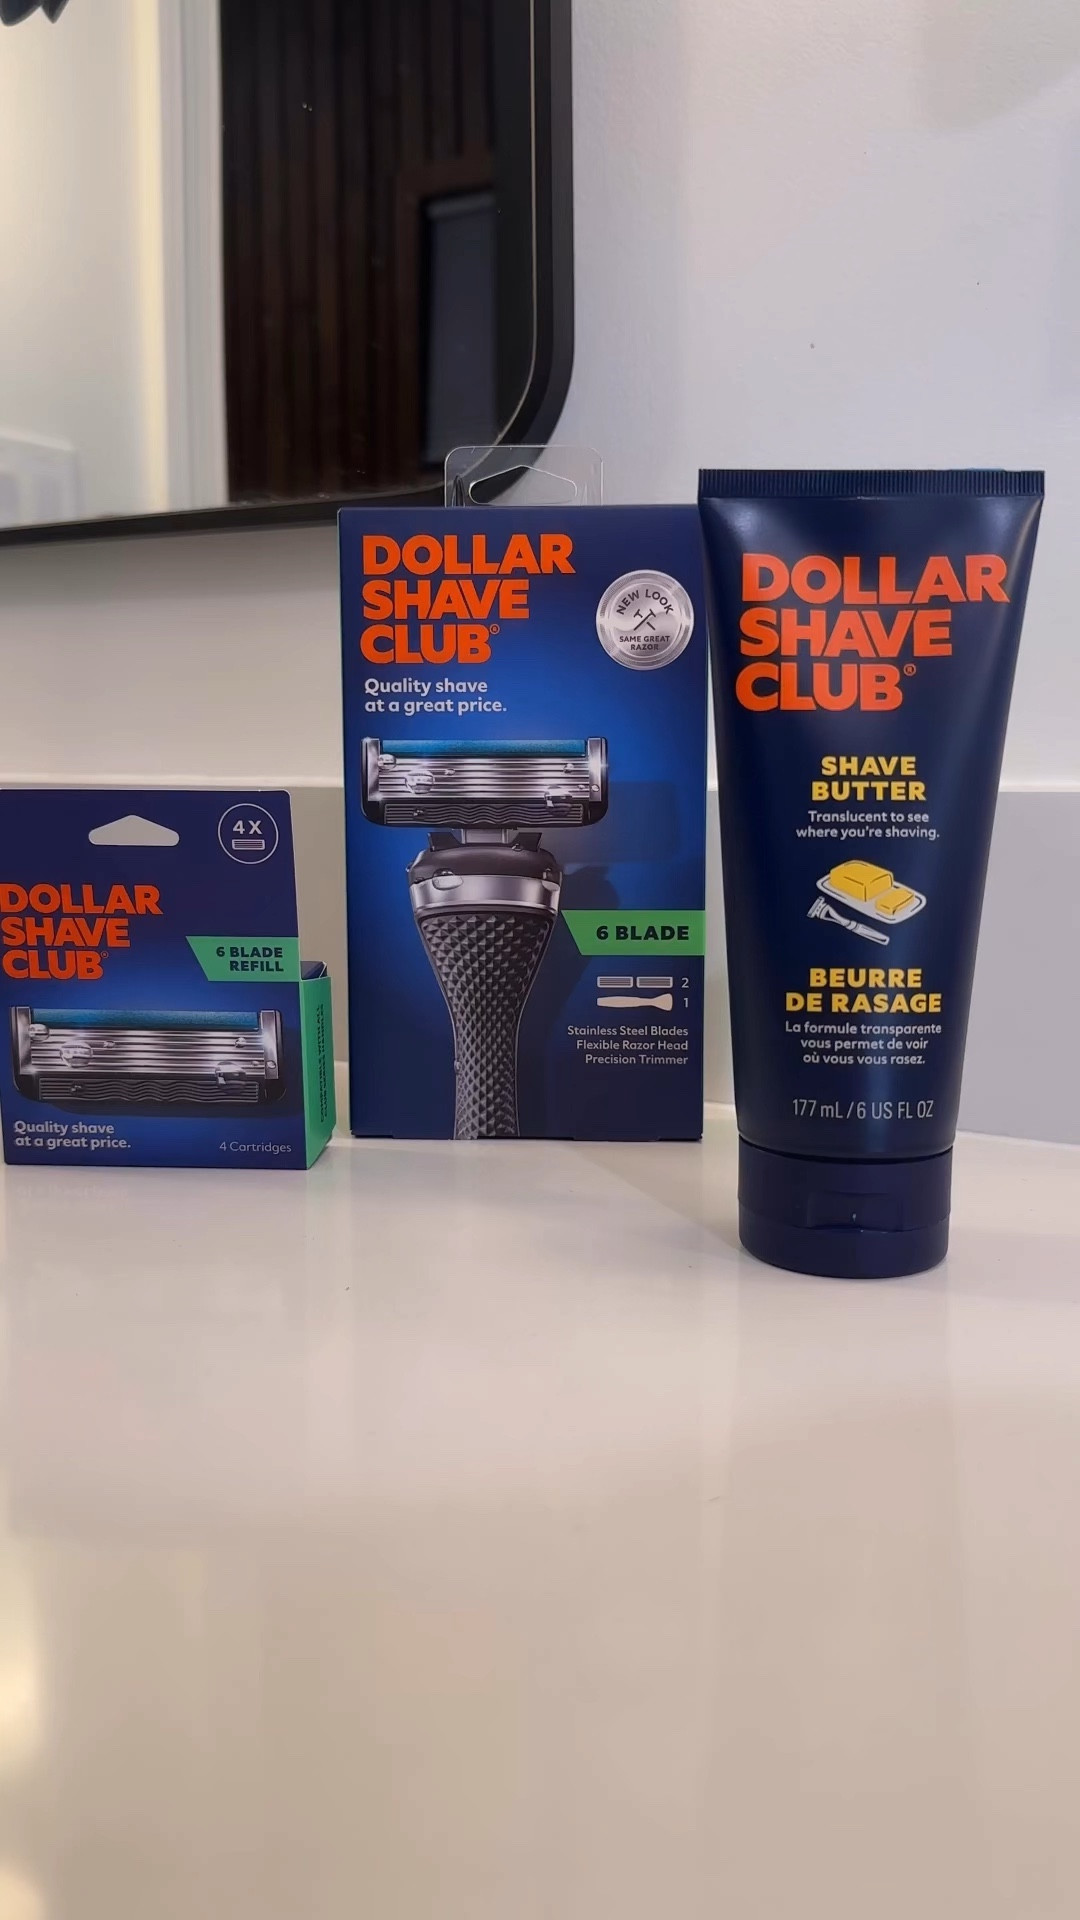 DOLLAR
SHAVE
CLUB®
4X
6 BLADE
REFILL
Quality shave
at a great price.
4 Cartridges
DOLLAR
SHAVE
CLUB®
Quality shave
at a great price.
NEW LOOK
SAME GREAT
RAZOR
6 BLADE
2
1
Stainless Steel Blades
Flexible Razor Head
Precision Trimmer
DOLLAR
SHAVE
CLUB®
SHAVE
BUTTER
Translucent to see
where you're shaving.
BEURRE
DE RASAGE
La formule transparente
vous permet de voir
où vous vous rasez.
177 mL / 6 US FL OZ